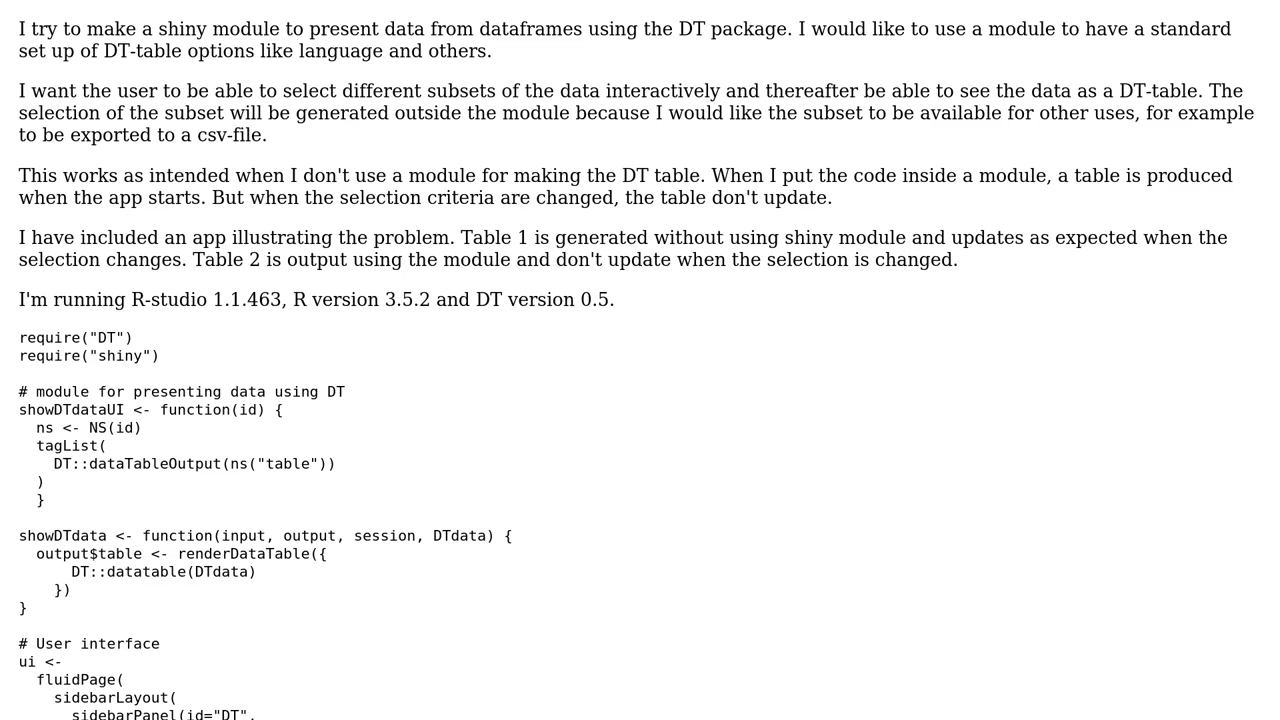 I try to make a shiny module to present data from dataframes using the DT package. I would like to use a module to have a standard
set up of DT-table options like language and others.
I want the user to be able to select different subsets of the data interactively and thereafter be able to see the data as a DT-table. The
selection of the subset will be generated outside the module because I would like the subset to be available for other uses, for example
to be exported to a csv-file.
This works as intended when I don't use a module for making the DT table. When I put the code inside a module, a table is produced
when the app starts. But when the selection criteria are changed, the table don't update.
I have included an app illustrating the problem. Table 1 is generated without using shiny module and updates as expected when the
selection changes. Table 2 is output using the module and don't update when the selection is changed.
I'm running R-studio 1.1.463, R version 3.5.2 and DT version 0.5.
require("DT")
require("shiny")
# module for presenting data using DT
showDTdataUI <- function(id) {
  ns <- NS(id)
  tagList(
    DT::dataTableOutput(ns("table"))
  )
  }
showDTdata <- function(input, output, session, DTdata) {
  output$table <- renderDataTable({
      DT::datatable(DTdata)
    })
}
# User interface
ui <-
  fluidPage(
    sidebarLayout(
      sidebarPanel(id="DT",